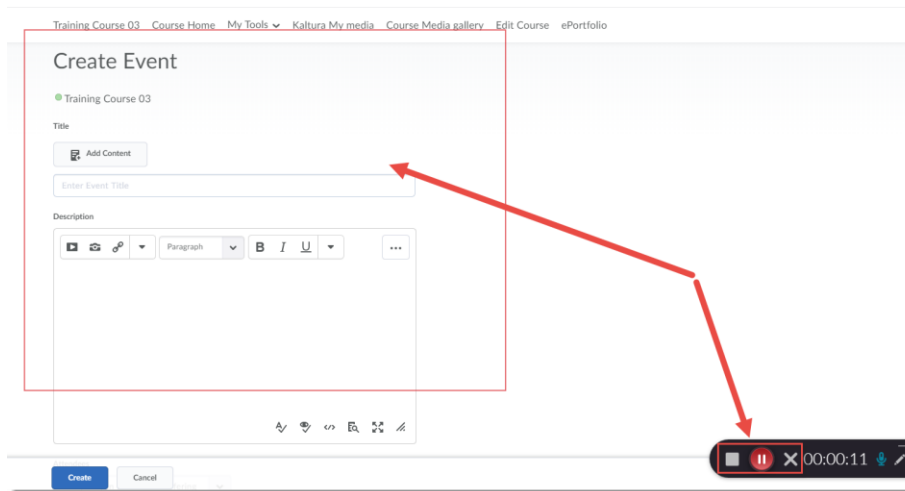 Training Course 03 Course Home My Tools Kaltura My media Course Media gallery Edit Course ePortfolio
Create Event
Training Course 03
Title
Add Content
Enter Event Title
Description
Paragraph B I U ...
Create Cancel
00:00:11